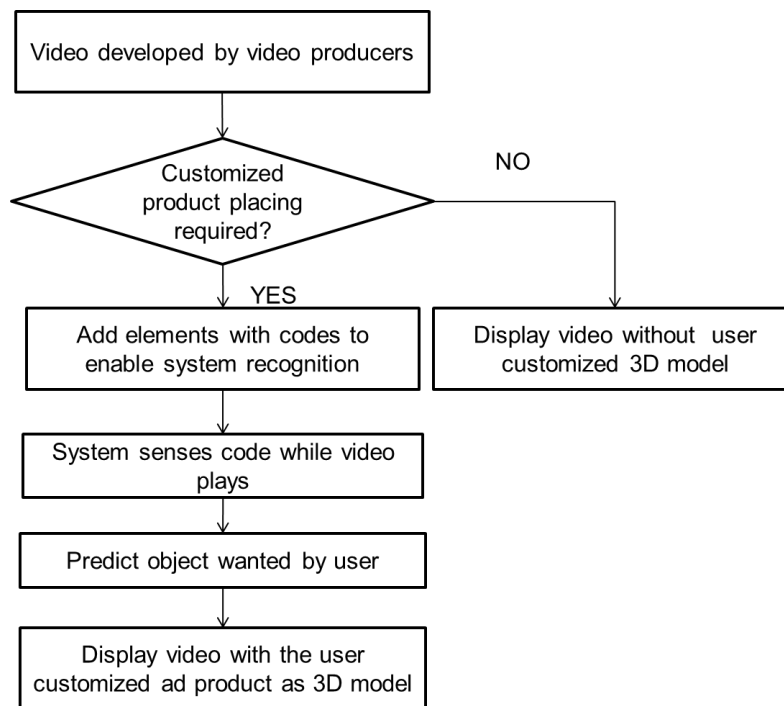 Video developed by video producers
Customized
product placing
required?
NO
YES
Add elements with codes to
enable system recognition
Display video without user
customized 3D model
System senses code while video
plays
Predict object wanted by user
Display video with the user
customized ad product as 3D model